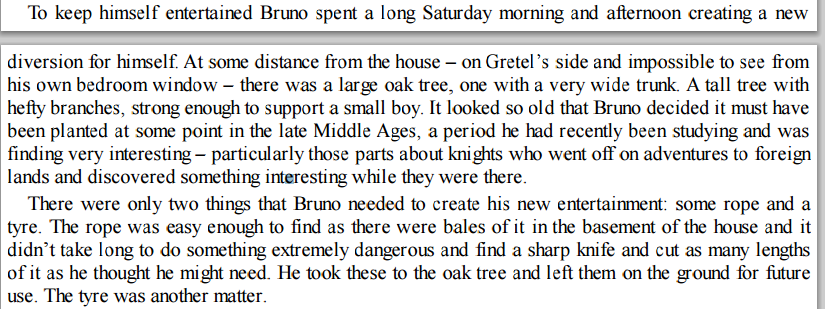 To keep himself entertained Bruno spent a long Saturday morning and afternoon creating a new
diversion for himself. At some distance from the house – on Gretel's side and impossible to see from
his own bedroom window – there was a large oak tree, one with a very wide trunk. A tall tree with
hefty branches, strong enough to support a small boy. It looked so old that Bruno decided it must have
been planted at some point in the late Middle Ages, a period he had recently been studying and was
finding very interesting – particularly those parts about knights who went off on adventures to foreign
lands and discovered something interesting while they were there.
There were only two things that Bruno needed to create his new entertainment: some rope and a
tyre. The rope was easy enough to find as there were bales of it in the basement of the house and it
didn't take long to do something extremely dangerous and find a sharp knife and cut as many lengths
of it as he thought he might need. He took these to the oak tree and left them on the ground for future
use. The tyre was another matter.